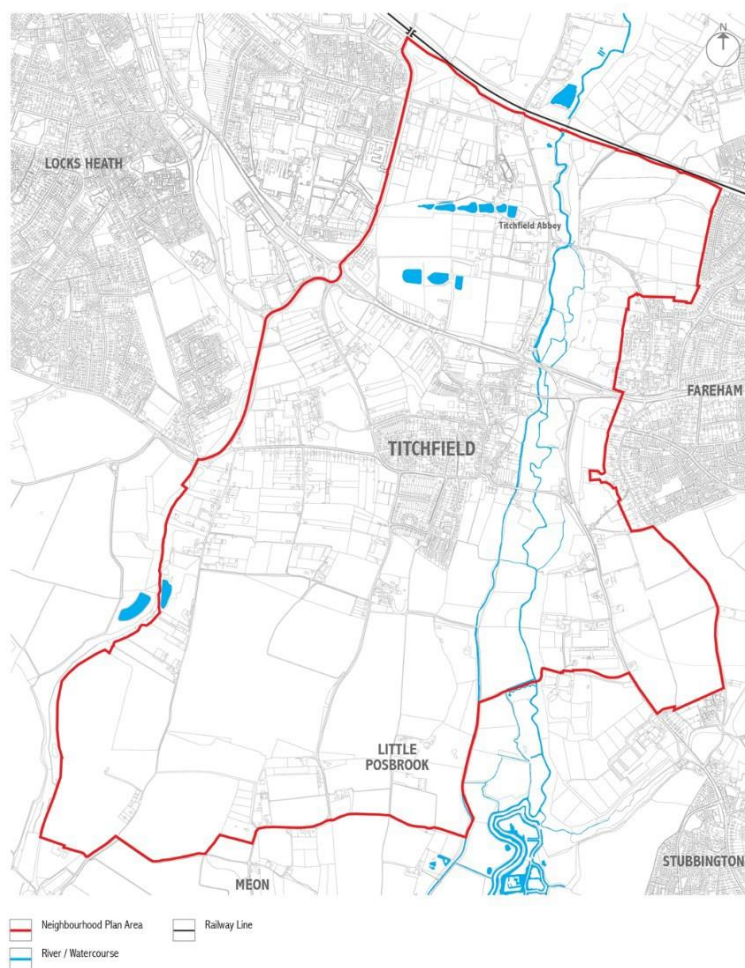 N
LOCKS HEATH
Titchfield Abbey
FAREHAM
TITCHFIELD
LITTLE
POSBROOK
STUBBINGTON
MEON
Neighbourhood Plan Area
Railway Line
River / Watercourse